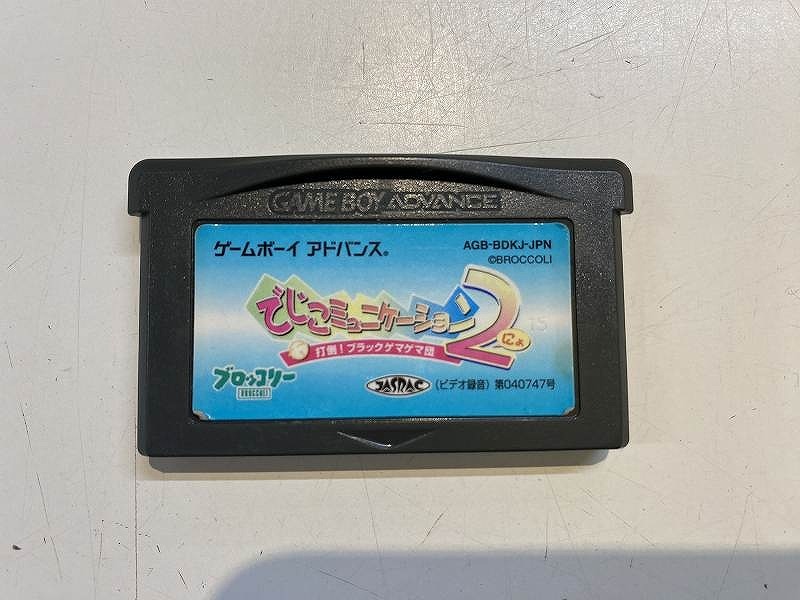 GAME BOY ADVANCE
ゲームボーイ アドバンス®
AGB-BDKJ-JPN
©BROCCOLI
でじこミュニケーション2
にょ
打倒!ブラックゲマゲマ団
15
ブロッコリー
BROCCOLI
JASRAC
(ビデオ録音)第040747号